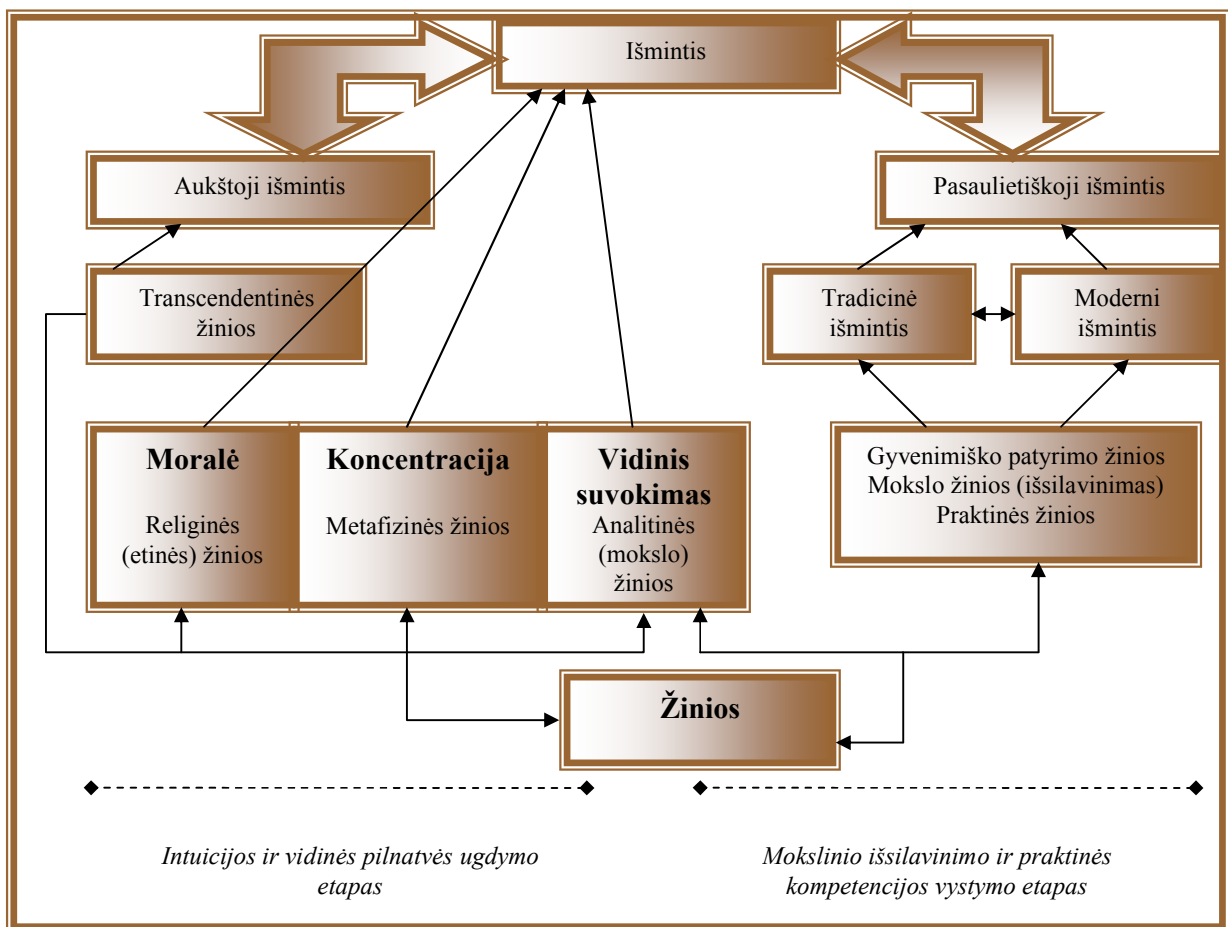 Išmintis
Aukštoji išmintis
Pasaulietiškoji išmintis
Transcendentinės
žinios
Tradicinė
išmintis
Moderni
išmintis
Moralė
Religinės
(etinės) žinios
Koncentracija
Metafizinės žinios
Vidinis
suvokimas
Analitinės
(mokslo)
žinios
Gyvenimiško patyrimo žinios
Mokslo žinios (išsilavinimas)
Praktinės žinios
Žinios
Intuicijos ir vidinės pilnatvės ugdymo
etapas
Mokslinio išsilavinimo ir praktinės
kompetencijos vystymo etapas